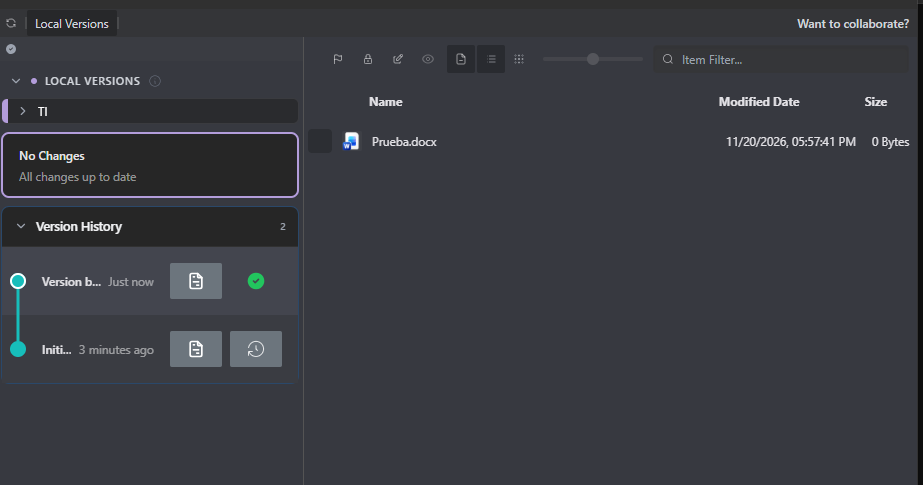 Local Versions
Want to collaborate?
LOCAL VERSIONS
Item Filter...
TI
Name Modified Date Size
No Changes
All changes up to date
Prueba.docx 11/20/2026, 05:57:41 PM 0 Bytes
Version History 2
Version b... Just now
Initi... 3 minutes ago